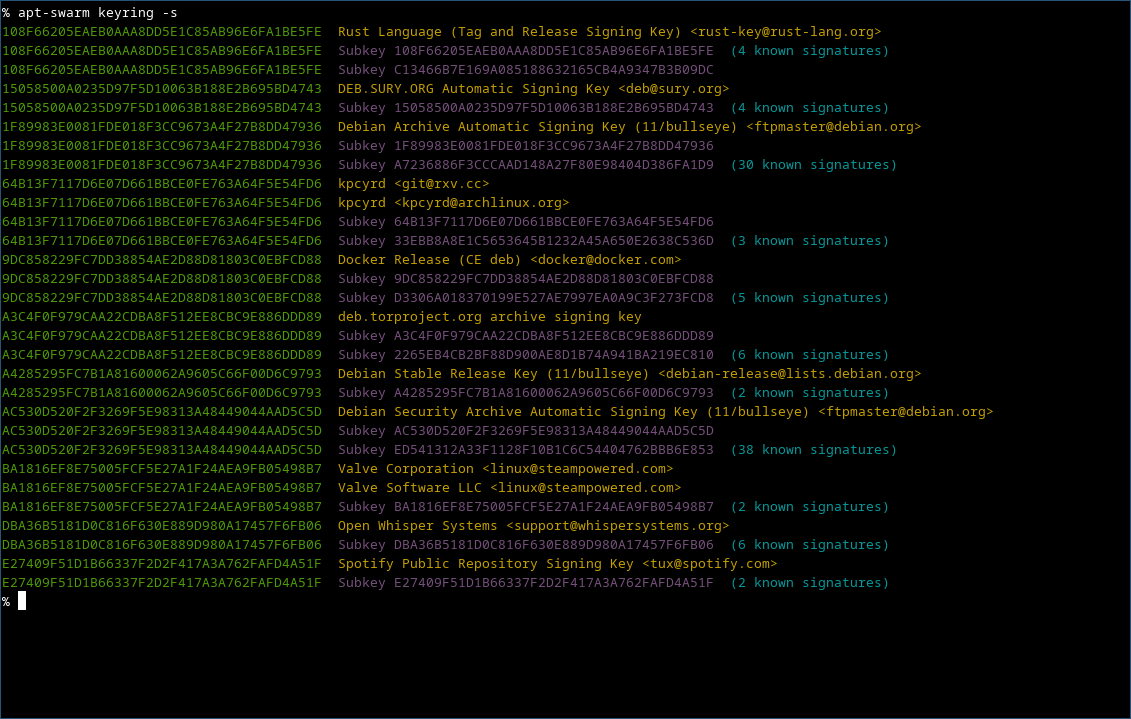 % apt-swarm keyring -s
108F66205EAEB0AAA8DD5E1C85AB96E6FA1BE5FE  Rust Language (Tag and Release Signing Key) <rust-key@rust-lang.org>
108F66205EAEB0AAA8DD5E1C85AB96E6FA1BE5FE  Subkey 108F66205EAEB0AAA8DD5E1C85AB96E6FA1BE5FE  (4 known signatures)
108F66205EAEB0AAA8DD5E1C85AB96E6FA1BE5FE  Subkey C13466B7E169A085188632165CB4A9347B3B09DC
15058500A0235D97F5D10063B188E2B695BD4743  DEB.SURY.ORG Automatic Signing Key <deb@sury.org>
15058500A0235D97F5D10063B188E2B695BD4743  Subkey 15058500A0235D97F5D10063B188E2B695BD4743  (4 known signatures)
1F89983E0081FDE018F3CC9673A4F27B8DD47936  Debian Archive Automatic Signing Key (11/bullseye) <ftpmaster@debian.org>
1F89983E0081FDE018F3CC9673A4F27B8DD47936  Subkey 1F89983E0081FDE018F3CC9673A4F27B8DD47936
1F89983E0081FDE018F3CC9673A4F27B8DD47936  Subkey A7236886F3CCCAAD148A27F80E98404D386FA1D9  (30 known signatures)
64B13F7117D6E07D661BBCE0FE763A64F5E54FD6  kpcyrd <git@rxv.cc>
64B13F7117D6E07D661BBCE0FE763A64F5E54FD6  kpcyrd <kpcyrd@archlinux.org>
64B13F7117D6E07D661BBCE0FE763A64F5E54FD6  Subkey 64B13F7117D6E07D661BBCE0FE763A64F5E54FD6
64B13F7117D6E07D661BBCE0FE763A64F5E54FD6  Subkey 33EBB8A8E1C5653645B1232A45A650E2638C536D  (3 known signatures)
9DC858229FC7DD38854AE2D88D81803C0EBFCD88  Docker Release (CE deb) <docker@docker.com>
9DC858229FC7DD38854AE2D88D81803C0EBFCD88  Subkey 9DC858229FC7DD38854AE2D88D81803C0EBFCD88
9DC858229FC7DD38854AE2D88D81803C0EBFCD88  Subkey D3306A018370199E527AE7997EA0A9C3F273FCD8  (5 known signatures)
A3C4F0F979CAA22CDBA8F512EE8CBC9E886DDD89  deb.torproject.org archive signing key
A3C4F0F979CAA22CDBA8F512EE8CBC9E886DDD89  Subkey A3C4F0F979CAA22CDBA8F512EE8CBC9E886DDD89
A3C4F0F979CAA22CDBA8F512EE8CBC9E886DDD89  Subkey 2265EB4CB2BF88D900AE8D1B74A941BA219EC810  (6 known signatures)
A4285295FC7B1A81600062A9605C66F00D6C9793  Debian Stable Release Key (11/bullseye) <debian-release@lists.debian.org>
A4285295FC7B1A81600062A9605C66F00D6C9793  Subkey A4285295FC7B1A81600062A9605C66F00D6C9793  (2 known signatures)
AC530D520F2F3269F5E98313A48449044AAD5C5D  Debian Security Archive Automatic Signing Key (11/bullseye) <ftpmaster@debian.org>
AC530D520F2F3269F5E98313A48449044AAD5C5D  Subkey AC530D520F2F3269F5E98313A48449044AAD5C5D
AC530D520F2F3269F5E98313A48449044AAD5C5D  Subkey ED541312A33F1128F10B1C6C54404762BBB6E853  (38 known signatures)
BA1816EF8E75005FCF5E27A1F24AEA9FB05498B7  Valve Corporation <linux@steampowered.com>
BA1816EF8E75005FCF5E27A1F24AEA9FB05498B7  Valve Software LLC <linux@steampowered.com>
BA1816EF8E75005FCF5E27A1F24AEA9FB05498B7  Subkey BA1816EF8E75005FCF5E27A1F24AEA9FB05498B7  (2 known signatures)
DBA36B5181D0C816F630E889D980A17457F6FB06  Open Whisper Systems <support@whispersystems.org>
DBA36B5181D0C816F630E889D980A17457F6FB06  Subkey DBA36B5181D0C816F630E889D980A17457F6FB06  (6 known signatures)
E27409F51D1B66337F2D2F417A3A762FAFD4A51F  Spotify Public Repository Signing Key <tux@spotify.com>
E27409F51D1B66337F2D2F417A3A762FAFD4A51F  Subkey E27409F51D1B66337F2D2F417A3A762FAFD4A51F  (2 known signatures)
%